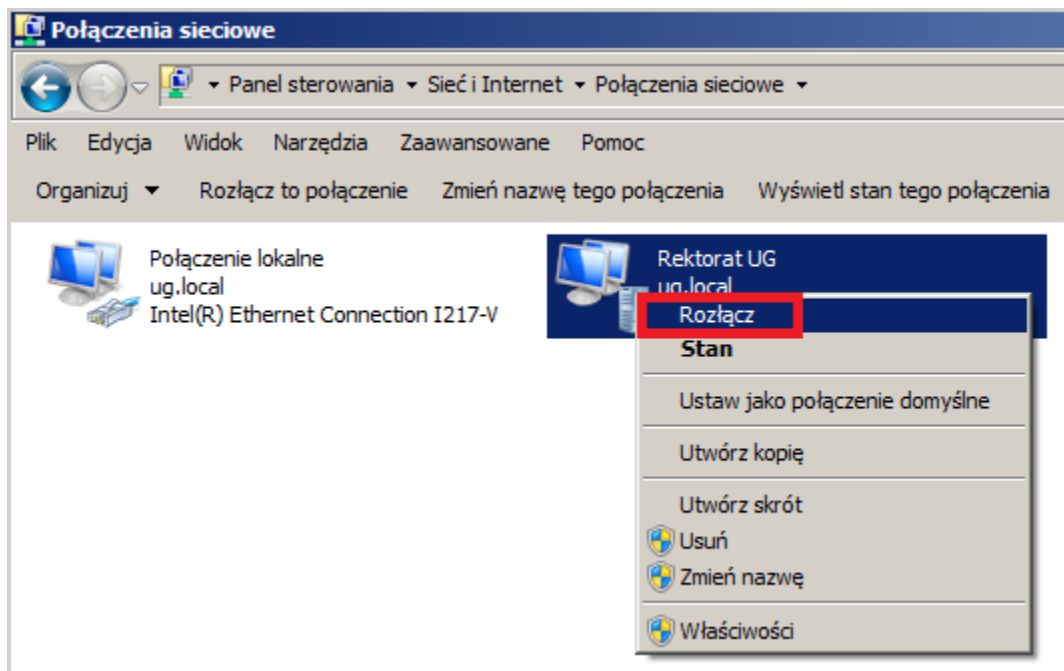 Połączenia sieciowe
Panel sterowania Sieć i Internet Połączenia sieciowe
Plik Edycja Widok Narzędzia Zaawansowane Pomoc
Organizuj Rozłącz to połączenie Zmień nazwę tego połączenia Wyświetl stan tego połączenia
Połączenie lokalne
ug.local
Intel(R) Ethernet Connection I217-V
Rektorat UG
ug.local
Rozłącz
Stan
Ustaw jako połączenie domyślne
Utwórz kopię
Utwórz skrót
Usuń
Zmień nazwę
Właściwości